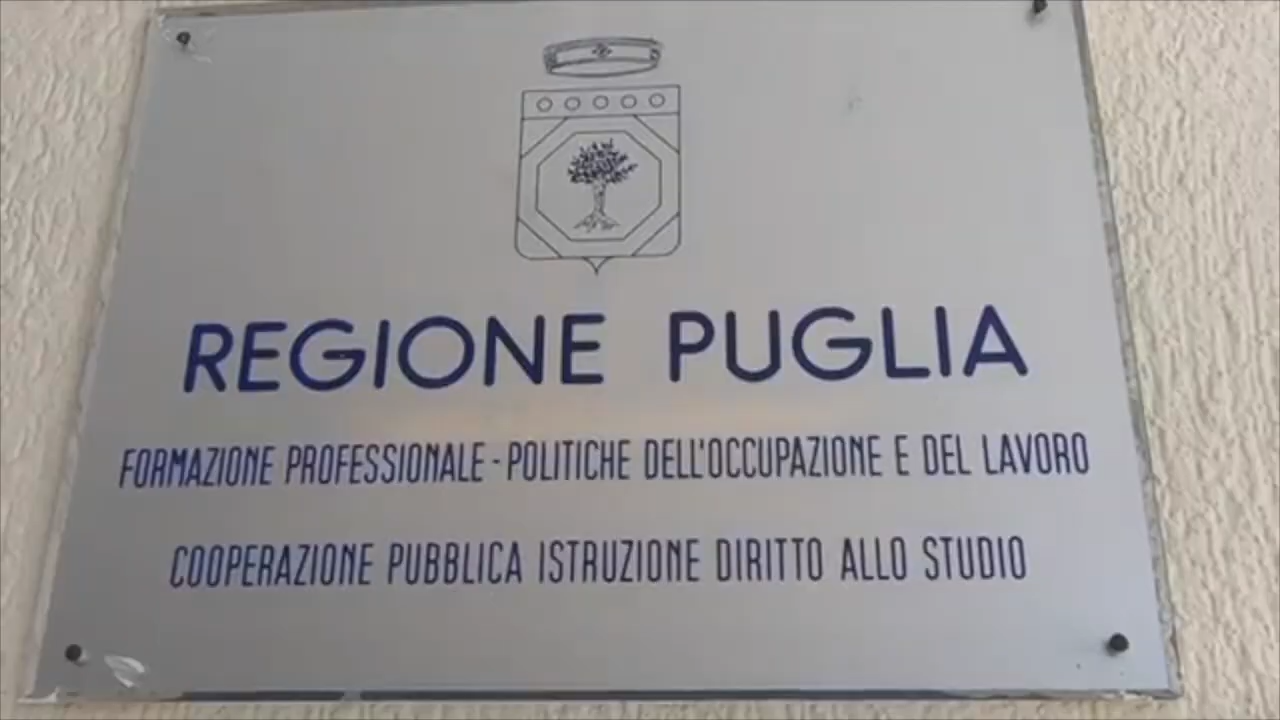 REGIONE PUGLIA
FORMAZIONE PROFESSIONALE - POLITICHE DELL'OCCUPAZIONE E DEL LAVORO
COOPERAZIONE PUBBLICA ISTRUZIONE DIRITTO ALLO STUDIO